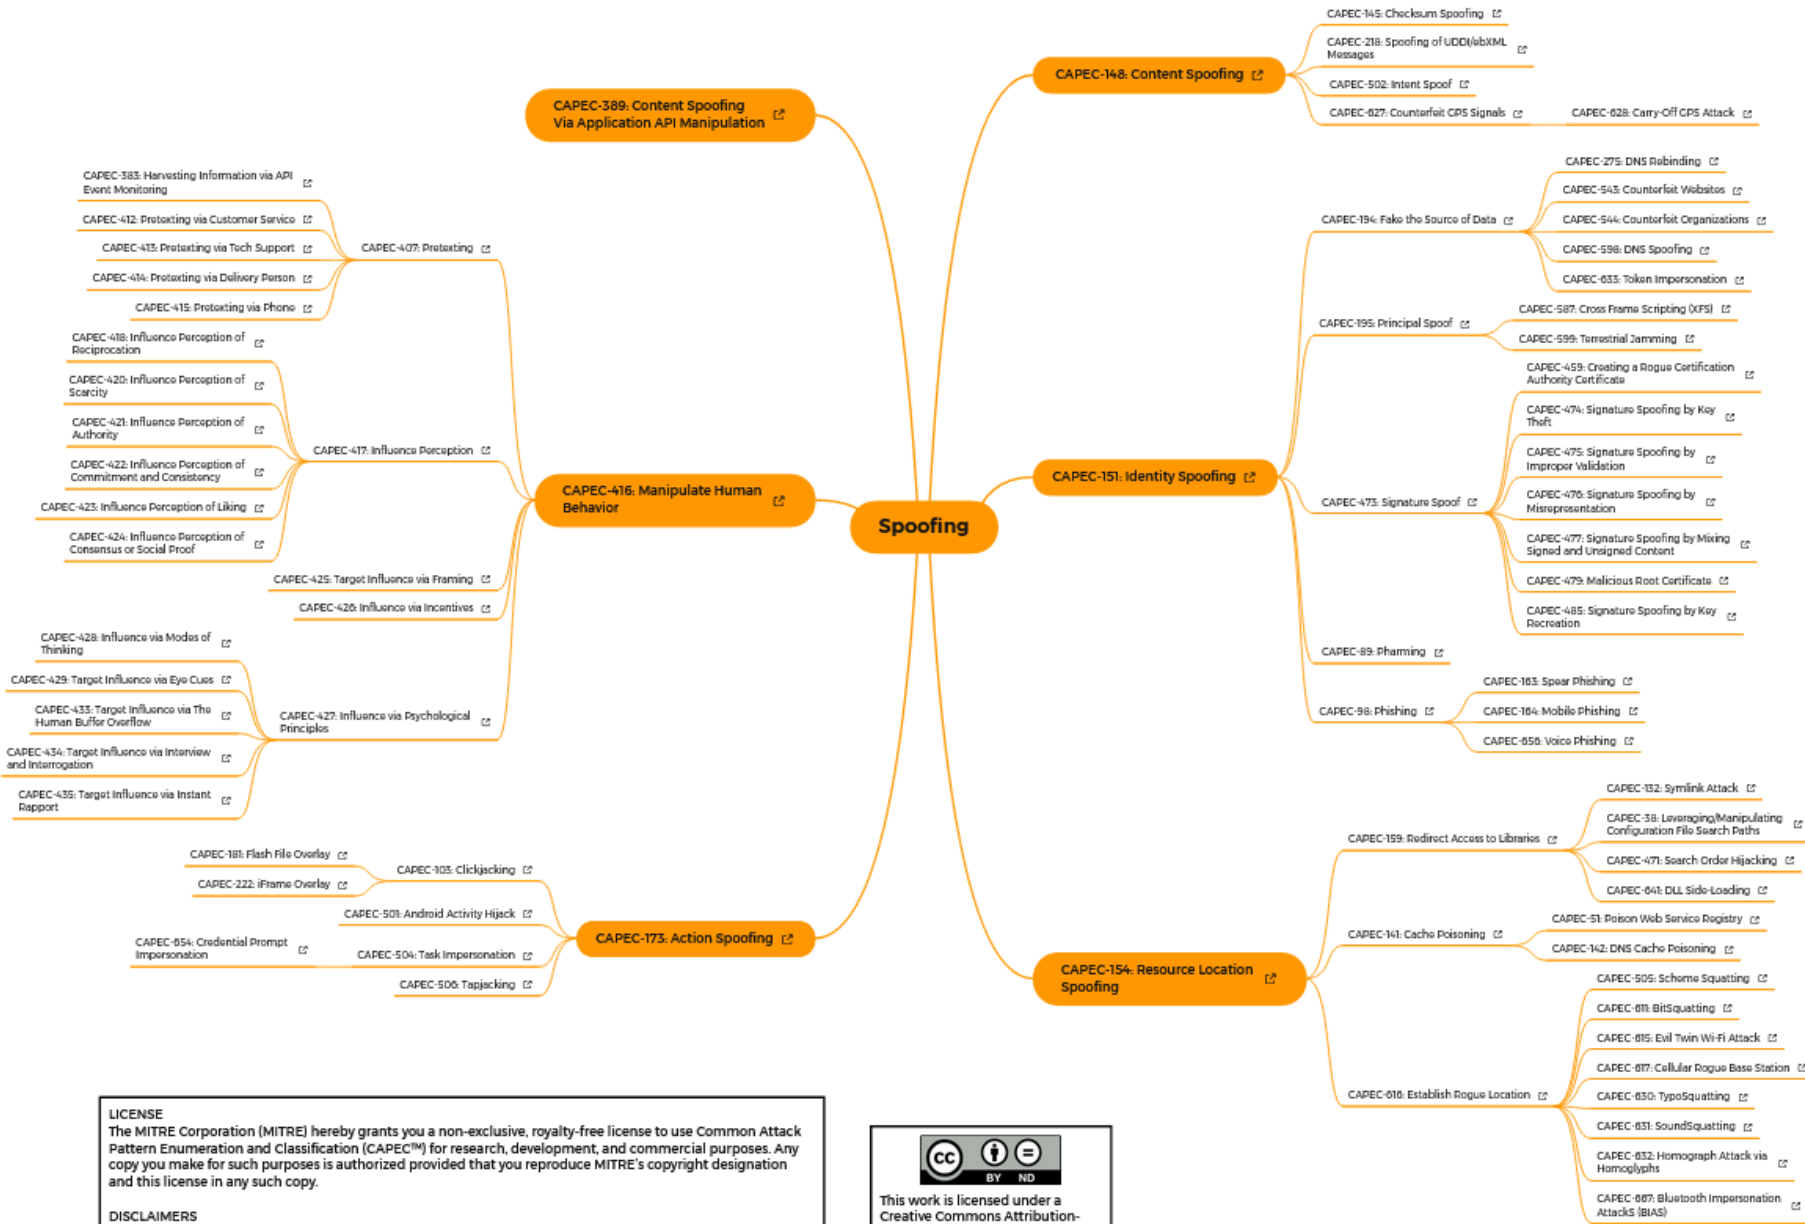 Spoofing
CAPEC-389: Content Spoofing
Via Application API Manipulation
CAPEC-416: Manipulate Human
Behavior
CAPEC-407: Pretexting
CAPEC-383: Harvesting Information via API
Event Monitoring
CAPEC-412: Pretexting via Customer Service
CAPEC-413: Pretexting via Tech Support
CAPEC-414: Pretexting via Delivery Person
CAPEC-415: Pretexting via Phone
CAPEC-417: Influence Perception
CAPEC-418: Influence Perception of
Reciprocation
CAPEC-420: Influence Perception of
Scarcity
CAPEC-421: Influence Perception of
Authority
CAPEC-422: Influence Perception of
Commitment and Consistency
CAPEC-423: Influence Perception of Liking
CAPEC-424: Influence Perception of
Consensus or Social Proof
CAPEC-425: Target Influence via Framing
CAPEC-426: Influence via Incentives
CAPEC-427: Influence via Psychological
Principles
CAPEC-428: Influence via Modes of
Thinking
CAPEC-429: Target Influence via Eye Cues
CAPEC-433: Target Influence via The
Human Buffer Overflow
CAPEC-434: Target Influence via Interview
and Interrogation
CAPEC-435: Target Influence via Instant
Rapport
CAPEC-173: Action Spoofing
CAPEC-103: Clickjacking
CAPEC-181: Flash File Overlay
CAPEC-222: iFrame Overlay
CAPEC-501: Android Activity Hijack
CAPEC-504: Task Impersonation
CAPEC-654: Credential Prompt
Impersonation
CAPEC-506: Tapjacking
CAPEC-148: Content Spoofing
CAPEC-145: Checksum Spoofing
CAPEC-218: Spoofing of UDDI/ebXML
Messages
CAPEC-502: Intent Spoof
CAPEC-627: Counterfeit GPS Signals
CAPEC-628: Carry-Off GPS Attack
CAPEC-151: Identity Spoofing
CAPEC-194: Fake the Source of Data
CAPEC-275: DNS Rebinding
CAPEC-543: Counterfeit Websites
CAPEC-544: Counterfeit Organizations
CAPEC-598: DNS Spoofing
CAPEC-633: Token Impersonation
CAPEC-195: Principal Spoof
CAPEC-587: Cross Frame Scripting (XFS)
CAPEC-599: Terrestrial Jamming
CAPEC-473: Signature Spoof
CAPEC-459: Creating a Rogue Certification
Authority Certificate
CAPEC-474: Signature Spoofing by Key
Theft
CAPEC-475: Signature Spoofing by
Improper Validation
CAPEC-476: Signature Spoofing by
Misrepresentation
CAPEC-477: Signature Spoofing by Mixing
Signed and Unsigned Content
CAPEC-479: Malicious Root Certificate
CAPEC-485: Signature Spoofing by Key
Recreation
CAPEC-89: Pharming
CAPEC-98: Phishing
CAPEC-163: Spear Phishing
CAPEC-164: Mobile Phishing
CAPEC-656: Voice Phishing
CAPEC-154: Resource Location
Spoofing
CAPEC-159: Redirect Access to Libraries
CAPEC-132: Symlink Attack
CAPEC-38: Leveraging/Manipulating
Configuration File Search Paths
CAPEC-471: Search Order Hijacking
CAPEC-641: DLL Side-Loading
CAPEC-141: Cache Poisoning
CAPEC-51: Poison Web Service Registry
CAPEC-142: DNS Cache Poisoning
CAPEC-616: Establish Rogue Location
CAPEC-505: Scheme Squatting
CAPEC-611: BitSquatting
CAPEC-615: Evil Twin Wi-Fi Attack
CAPEC-617: Cellular Rogue Base Station
CAPEC-630: TypoSquatting
CAPEC-631: SoundSquatting
CAPEC-632: Homograph Attack via
Homoglyphs
CAPEC-667: Bluetooth Impersonation
AttackS (BIAS)
LICENSE
The MITRE Corporation (MITRE) hereby grants you a non-exclusive, royalty-free license to use Common Attack
Pattern Enumeration and Classification (CAPEC™) for research, development, and commercial purposes. Any
copy you make for such purposes is authorized provided that you reproduce MITRE's copyright designation
and this license in any such copy.
DISCLAIMERS
cc
BY ND
This work is licensed under a
Creative Commons Attribution-